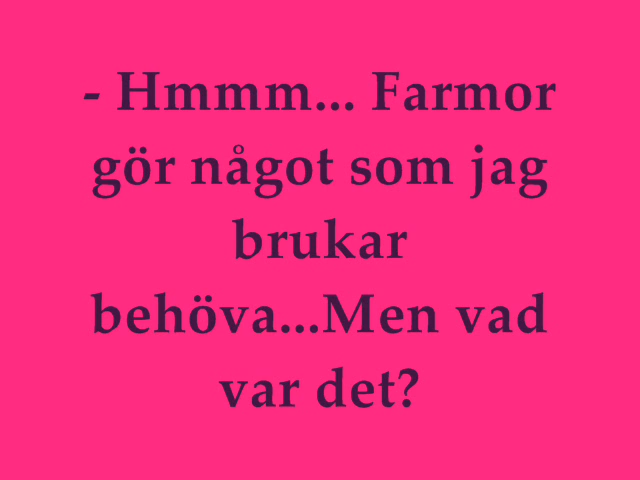 - Hmmm... Farmor
gör något som jag
brukar
behöva...Men vad
var det?